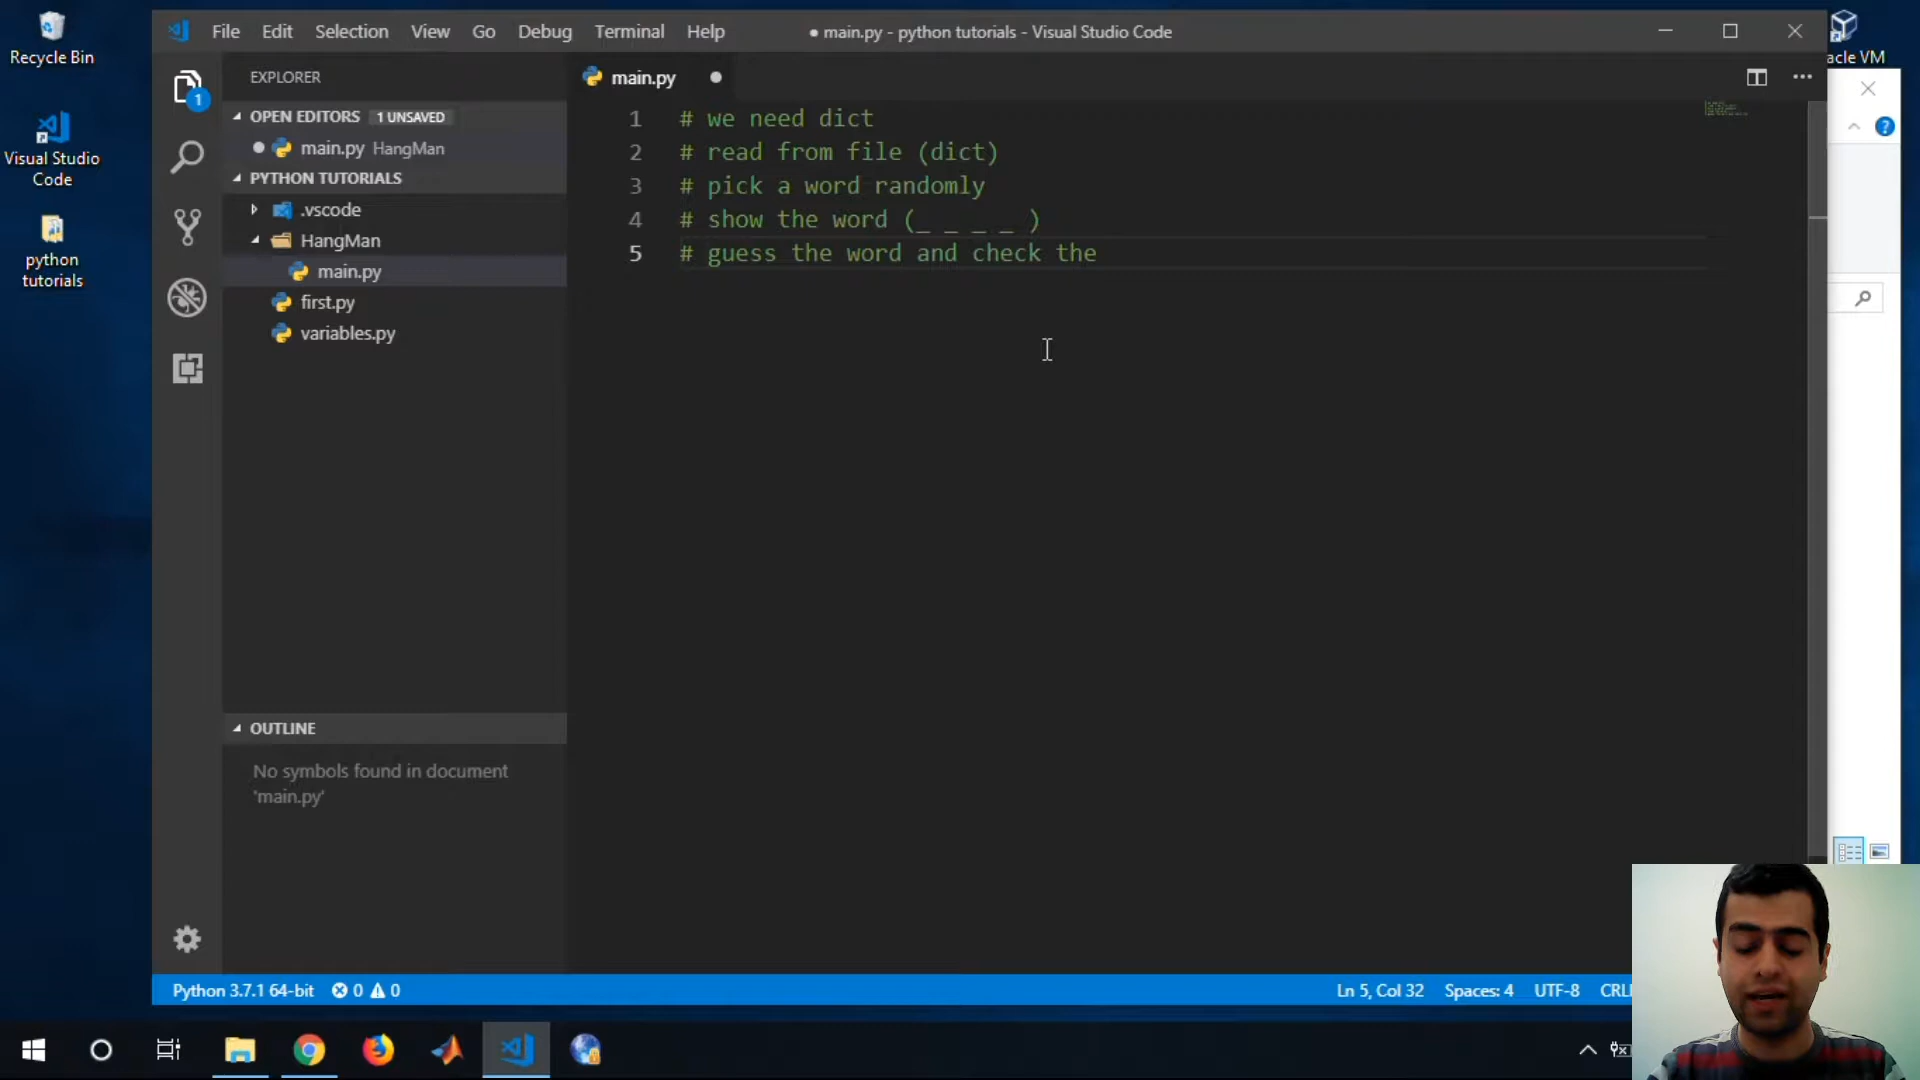 Recycle Bin
Visual Studio
Code
python
tutorials
File Edit Selection View Go Debug Terminal Help
● main.py - python tutorials - Visual Studio Code
acle VM
EXPLORER
OPEN EDITORS 1 UNSAVED
main.py HangMan
PYTHON TUTORIALS
.vscode
HangMan
main.py
first.py
variables.py
OUTLINE
No symbols found in document
'main.py'
1
main.py
1 # we need dict
2 # read from file (dict)
3 # pick a word randomly
4 # show the word (_ _ _ _ )
5 # guess the word and check the
Python 3.7.1 64-bit 0 0
Ln 5, Col 32 Spaces: 4 UTF-8 CRL